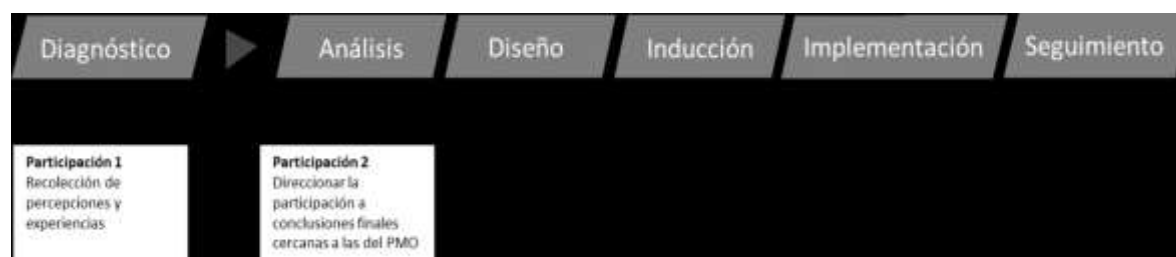 Diagnóstico
Análisis
Diseño
Inducción
Implementación
Seguimiento
Participación 1
Recolección de
percepciones y
experiencias
Participación 2
Direccionar la
participación a
conclusiones finales
cercanas a las del PMO